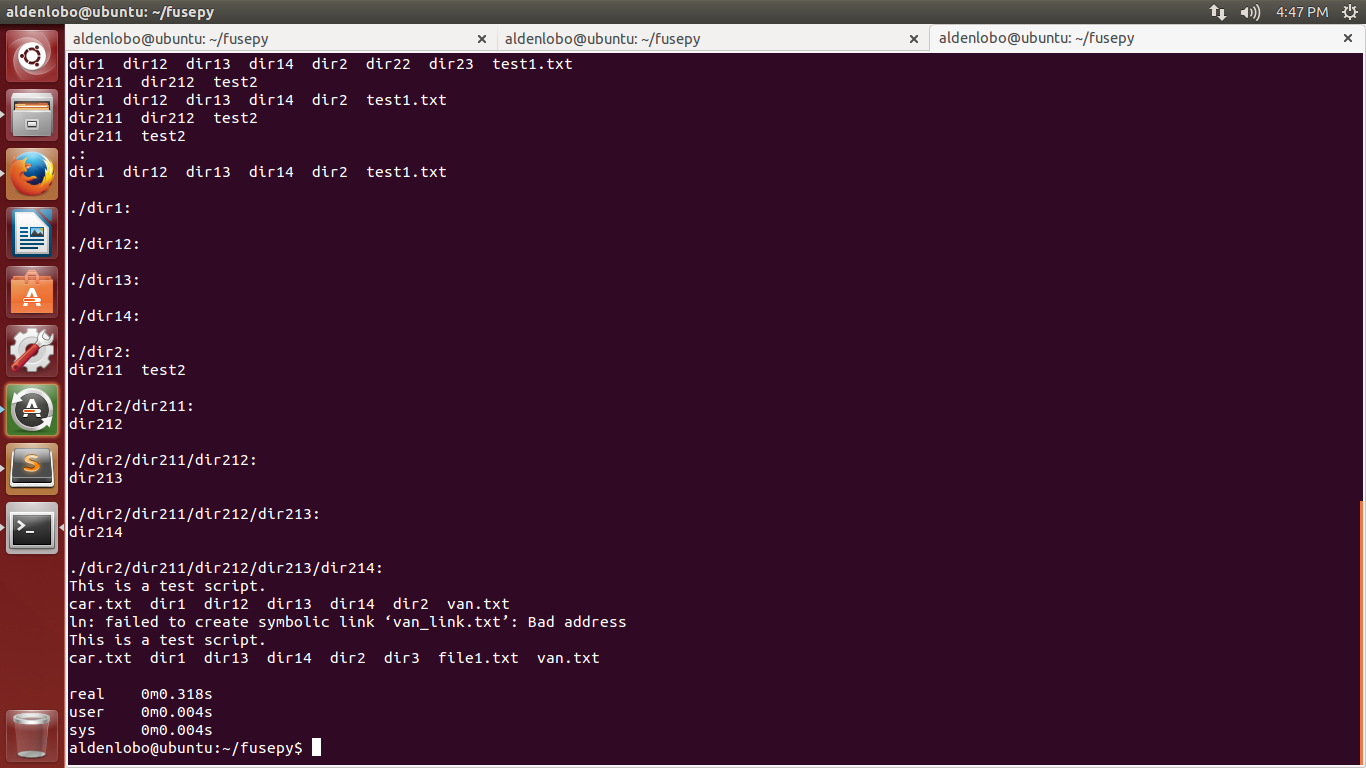 aldenlobo@ubuntu: ~/fusepy
4:47 PM
aldenlobo@ubuntu: ~/fusepy × aldenlobo@ubuntu: ~/fusepy × aldenlobo@ubuntu: ~/fusepy ×
dir1  dir12  dir13  dir14  dir2  dir22  dir23  test1.txt
dir211  dir212  test2
dir1  dir12  dir13  dir14  dir2  test1.txt
dir211  dir212  test2
dir211  test2
.:
dir1  dir12  dir13  dir14  dir2  test1.txt
./dir1:
./dir12:
./dir13:
./dir14:
./dir2:
dir211  test2
./dir2/dir211:
dir212
./dir2/dir211/dir212:
dir213
./dir2/dir211/dir212/dir213:
dir214
./dir2/dir211/dir212/dir213/dir214:
This is a test script.
car.txt  dir1  dir12  dir13  dir14  dir2  van.txt
ln: failed to create symbolic link ‘van_link.txt’: Bad address
This is a test script.
car.txt  dir1  dir13  dir14  dir2  dir3  file1.txt  van.txt
real    0m0.318s
user    0m0.004s
sys     0m0.004s
aldenlobo@ubuntu:~/fusepy$